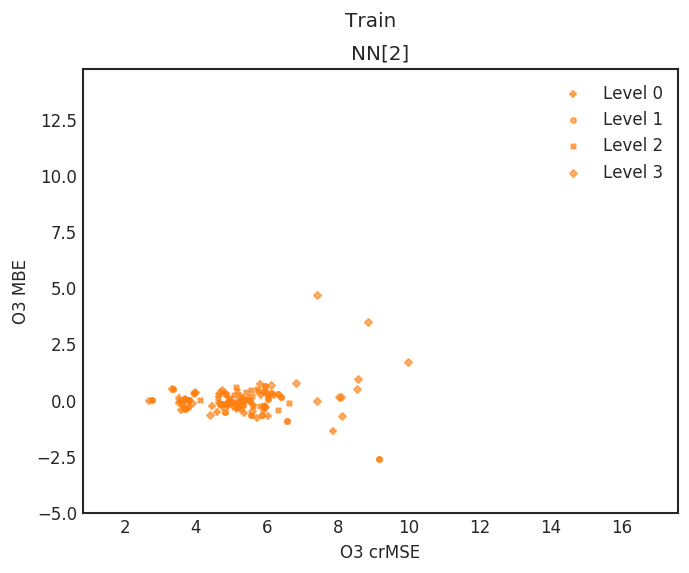 Train
NN[2]
Level 0
Level 1
Level 2
Level 3
12.5
10.0
7.5
5.0
2.5
0.0
−2.5
−5.0
O3 MBE
2 4 6 8 10 12 14 16
O3 crMSE